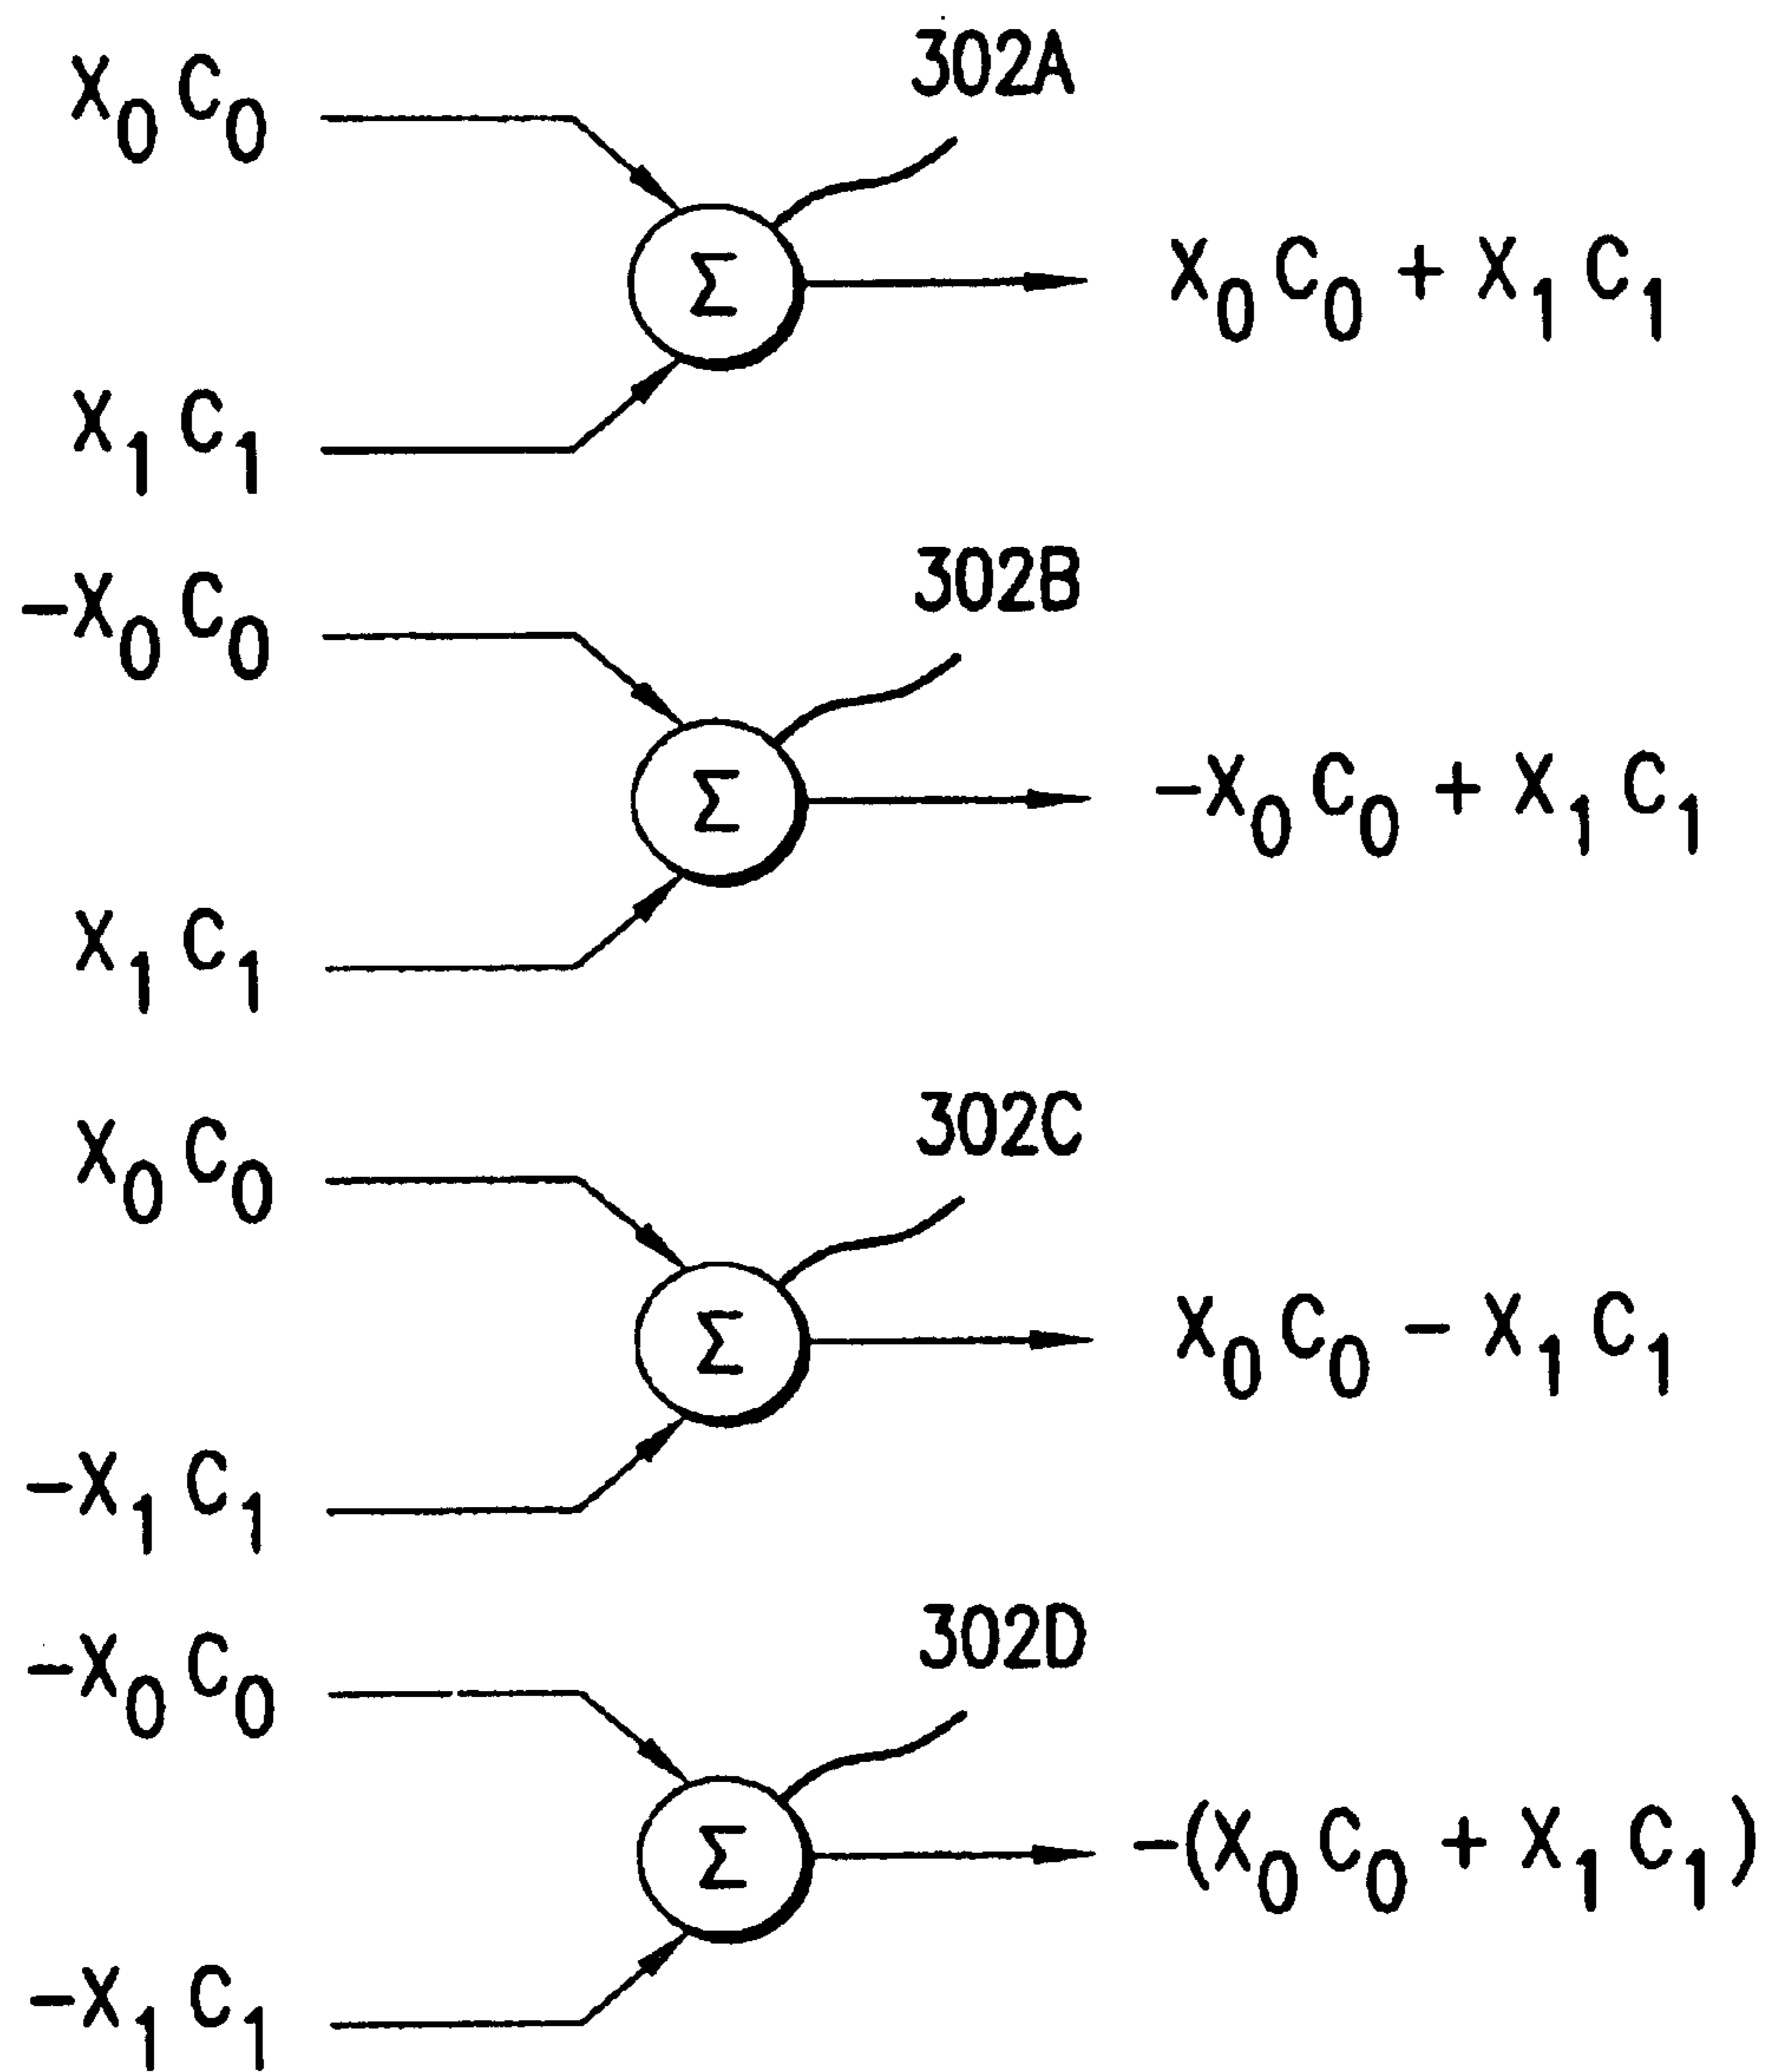 X₀ C₀
302A
Σ
X₀ C₀ + X₁ C₁
X₁ C₁
-X₀ C₀
302B
Σ
-X₀ C₀ + X₁ C₁
X₁ C₁
X₀ C₀
302C
Σ
X₀ C₀ - X₁ C₁
-X₁ C₁
-X₀ C₀
302D
Σ
-(X₀ C₀ + X₁ C₁)
-X₁ C₁